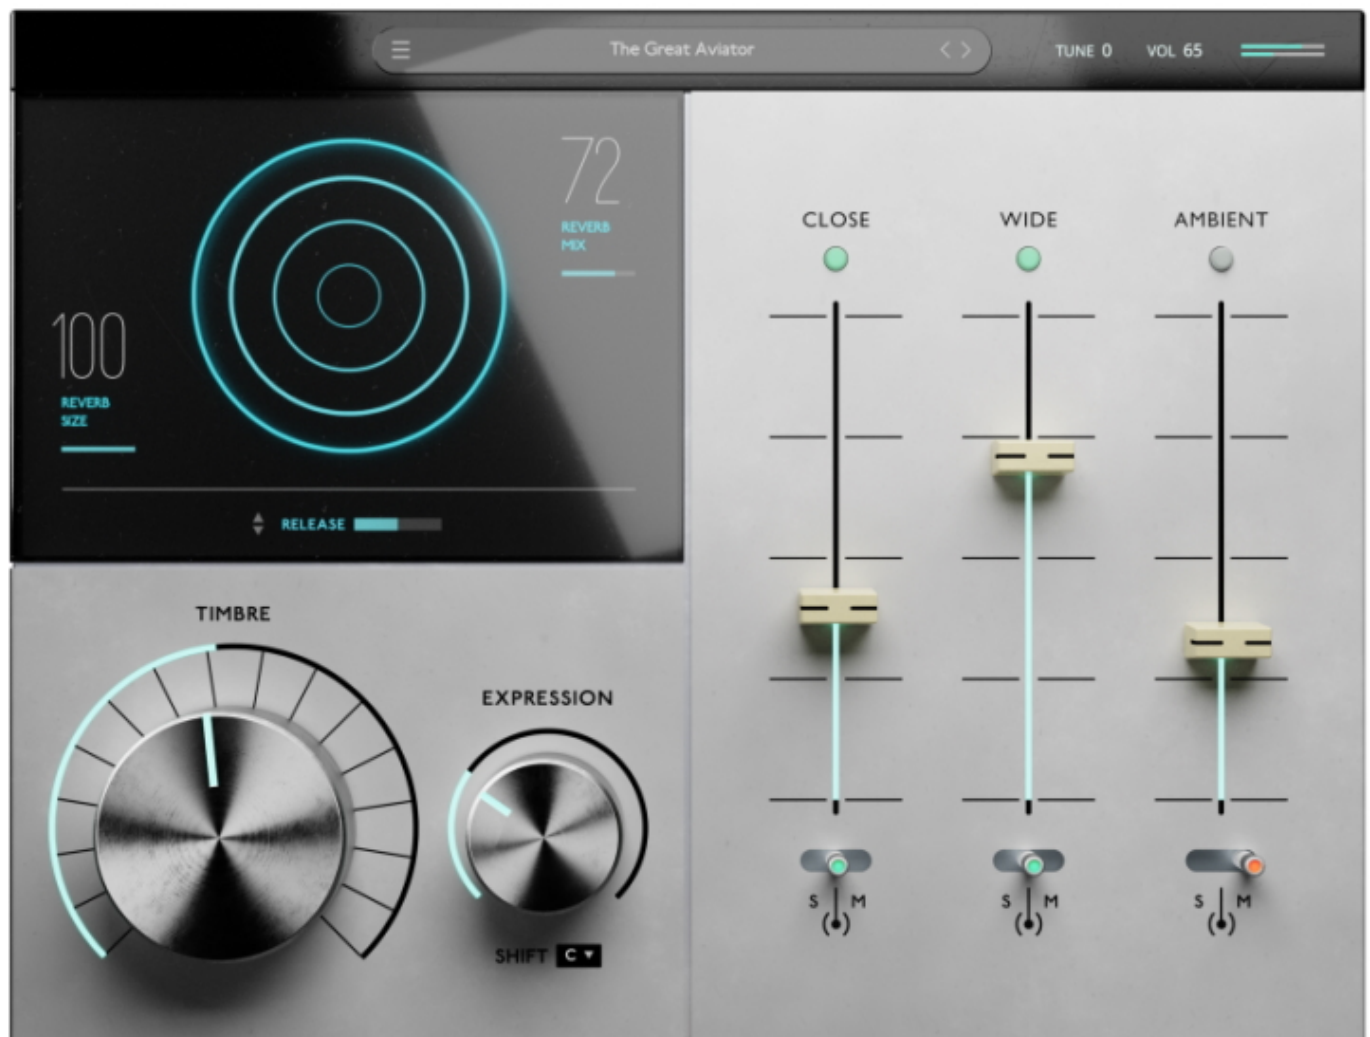 The Great Aviator
TUNE 0
VOL 65
72
REVERB
MIX
100
REVERB
SIZE
RELEASE
TIMBRE
EXPRESSION
SHIFT C
CLOSE
WIDE
AMBIENT
S M
S M
S M